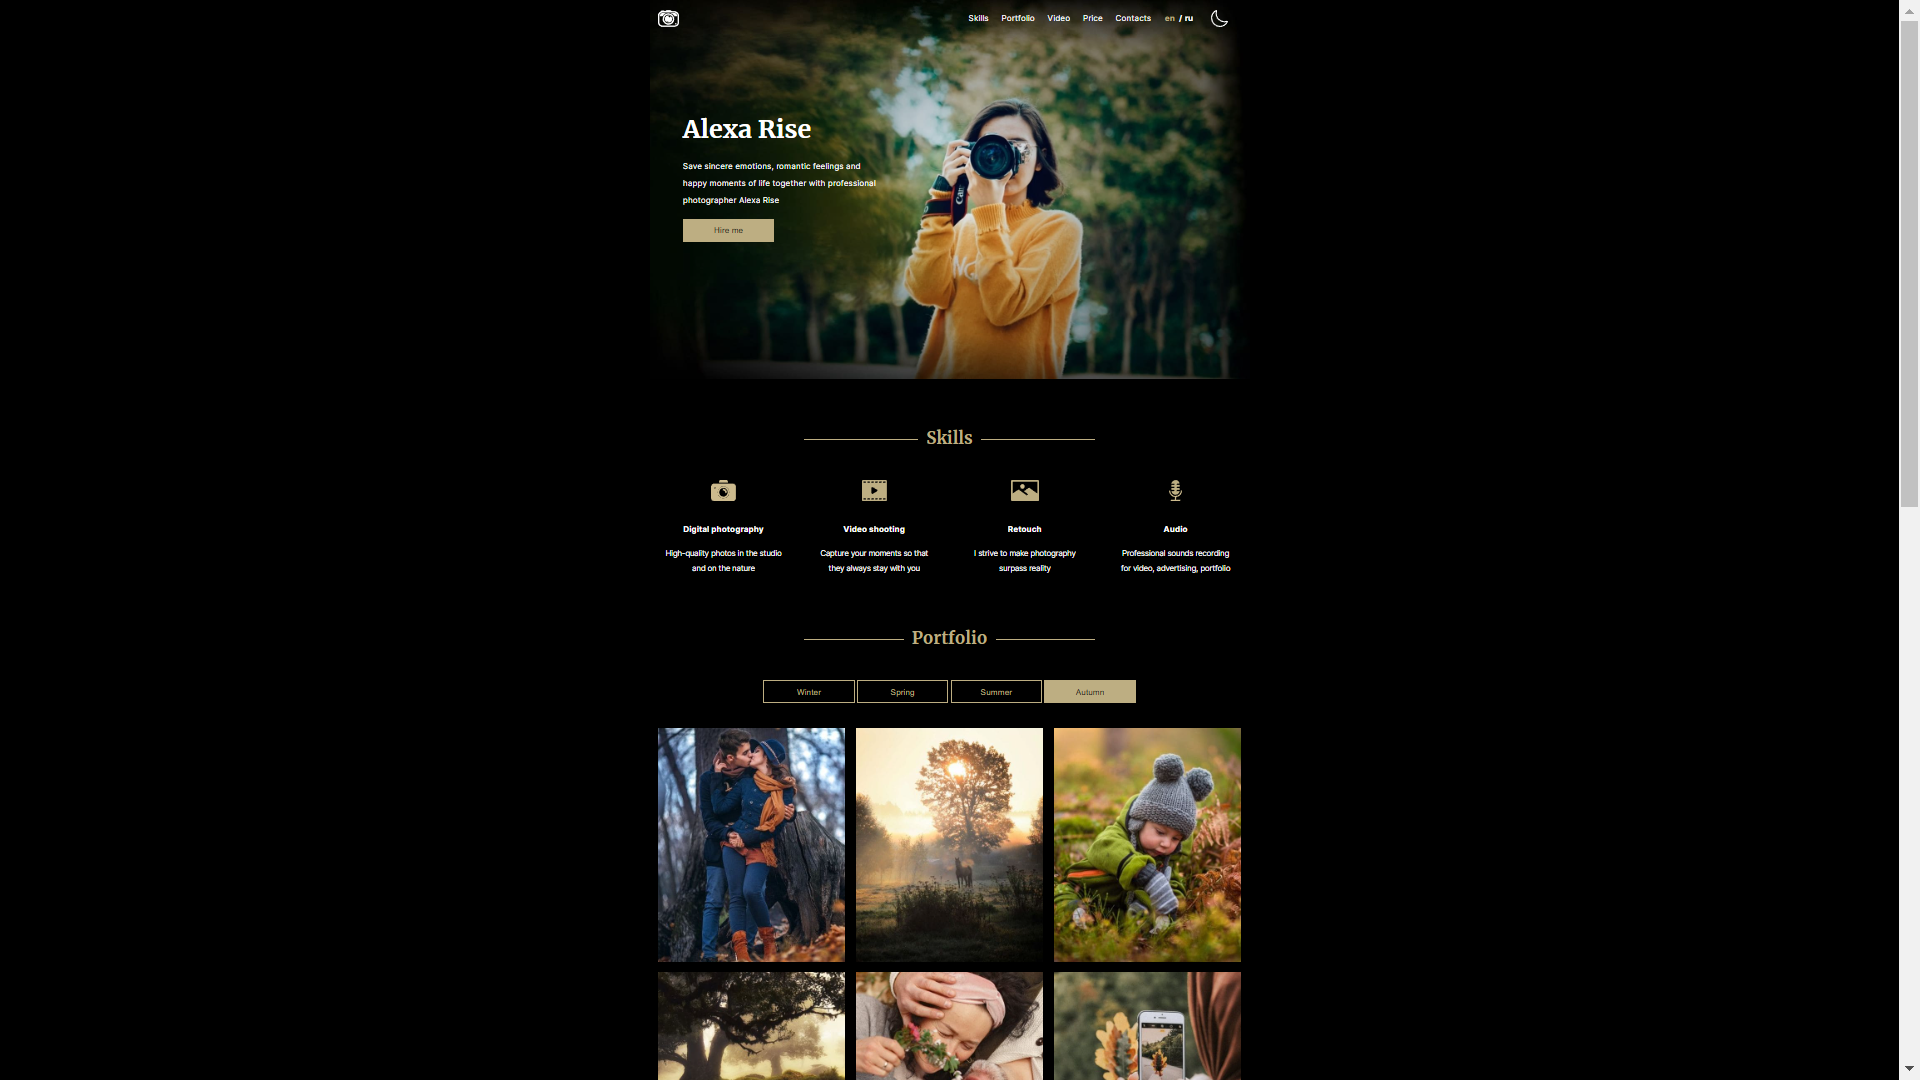 Skills Portfolio Video Price Contacts en / ru
Alexa Rise
Save sincere emotions, romantic feelings and
happy moments of life together with professional
photographer Alexa Rise
Hire me
Skills
Digital photography
High-quality photos in the studio
and on the nature
Video shooting
Capture your moments so that
they always stay with you
Retouch
I strive to make photography
surpass reality
Audio
Professional sounds recording
for video, advertising, portfolio
Portfolio
Winter Spring Summer Autumn